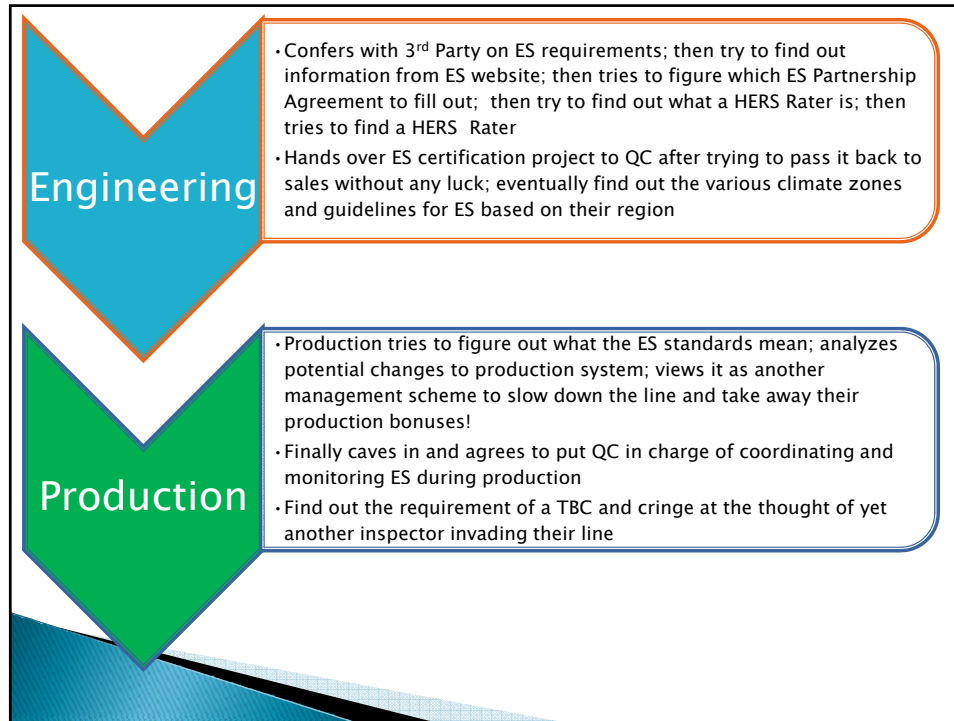 Engineering
•Confers with 3rd Party on ES requirements; then try to find out
information from ES website; then tries to figure which ES Partnership
Agreement to fill out;  then try to find out what a HERS Rater is; then
tries to find a HERS  Rater
•Hands over ES certification project to QC after trying to pass it back to
sales without any luck; eventually find out the various climate zones
and guidelines for ES based on their region
Production
•Production tries to figure out what the ES standards mean; analyzes
potential changes to production system; views it as another
management scheme to slow down the line and take away their
production bonuses!
•Finally caves in and agrees to put QC in charge of coordinating and
monitoring ES during production
•Find out the requirement of a TBC and cringe at the thought of yet
another inspector invading their line